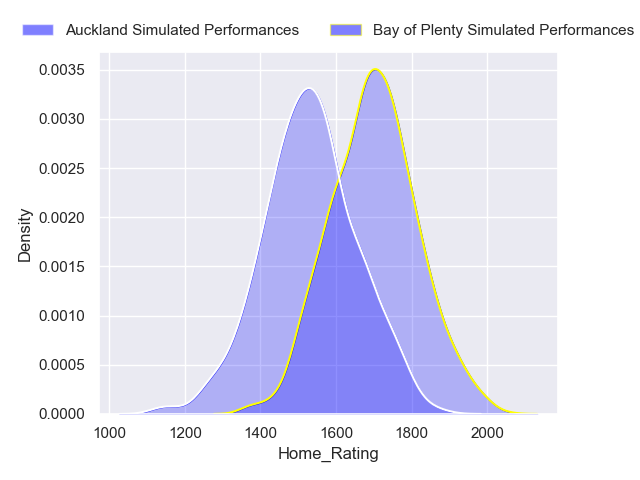 Auckland Simulated Performances
Bay of Plenty Simulated Performances
0.0035
0.0030
0.0025
0.0020
0.0015
0.0010
0.0005
0.0000
Density
1000 1200 1400 1600 1800 2000
Home_Rating